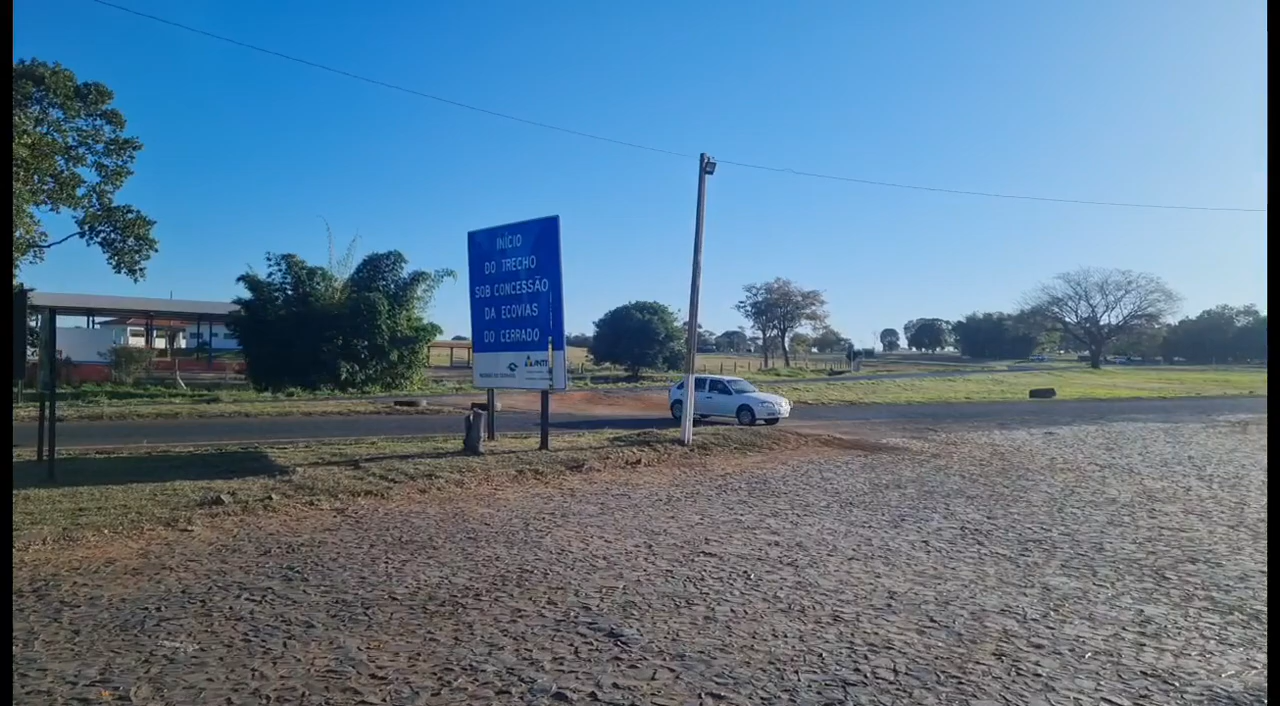 INÍCIO
DO TRECHO
SOB CONCESSÃO
DA ECOVIAS
DO CERRADO
ANTT